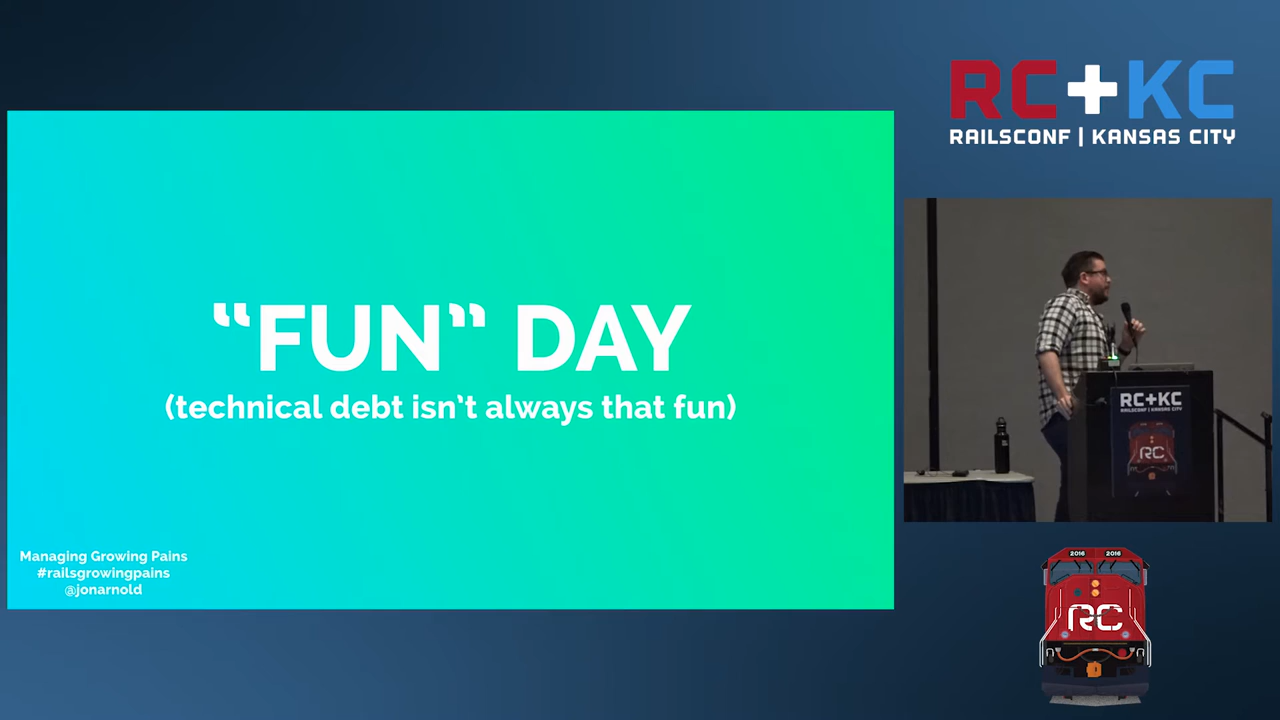 RC+KC
RAILSCONF | KANSAS CITY
“FUN” DAY
(technical debt isn’t always that fun)
Managing Growing Pains
#railsgrowingpains
@jonarnold
RC+KC
RAILSCONF | KANSAS CITY
RC
2016 2016
RC